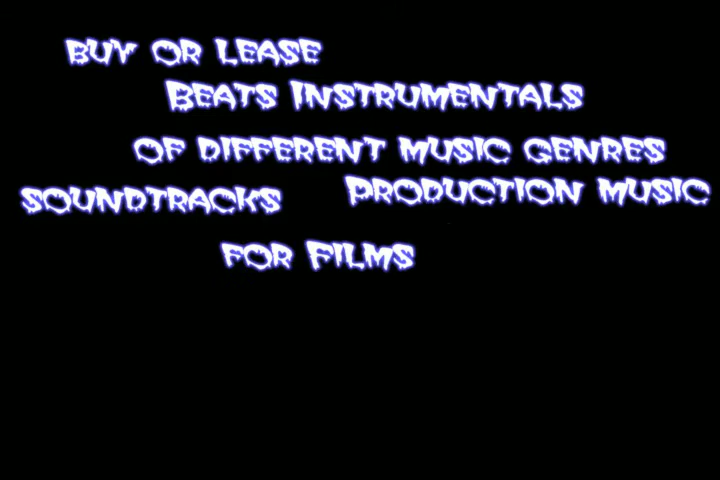 BUY OR LEASE
BEATS INSTRUMENTALS
OF DIFFERENT MUSIC GENRES
SOUNDTRACKS PRODUCTION MUSIC
FOR FILMS